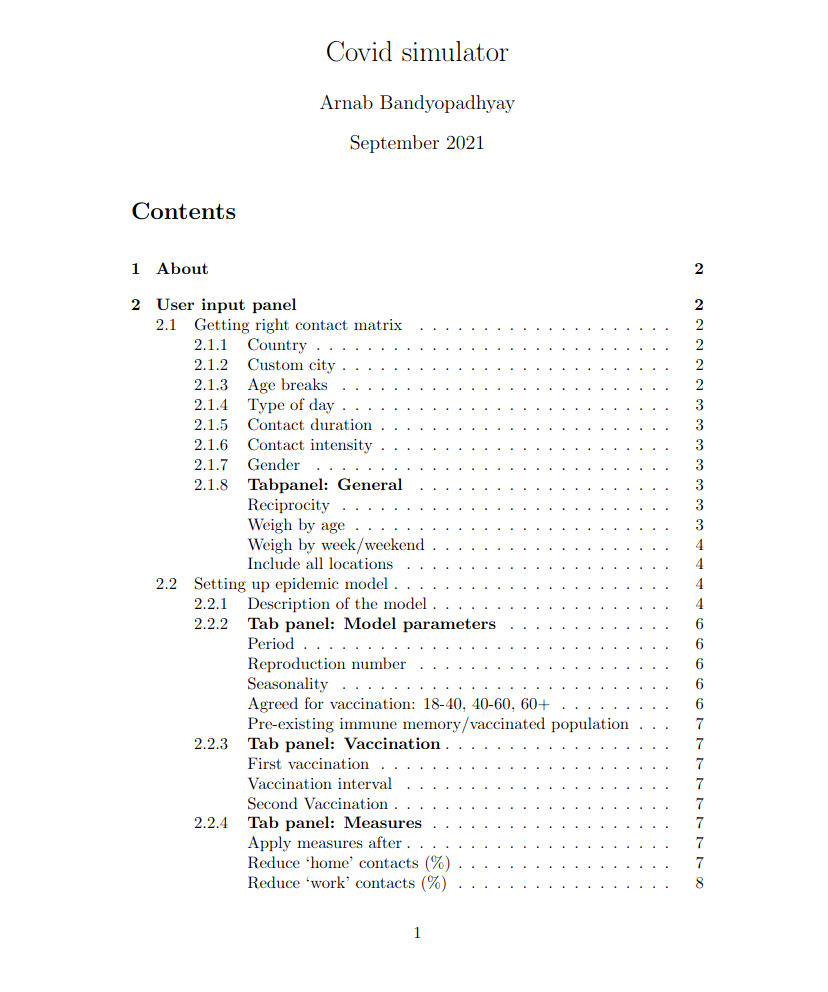 Covid simulator
Arnab Bandyopadhyay
September 2021
Contents
1 About 2
2 User input panel 2
2.1 Getting right contact matrix . . . . . . . . . . . . . . . . . . . . 2
2.1.1 Country . . . . . . . . . . . . . . . . . . . . . . . . . . . . 2
2.1.2 Custom city . . . . . . . . . . . . . . . . . . . . . . . . . . 2
2.1.3 Age breaks . . . . . . . . . . . . . . . . . . . . . . . . . . 2
2.1.4 Type of day . . . . . . . . . . . . . . . . . . . . . . . . . . 3
2.1.5 Contact duration . . . . . . . . . . . . . . . . . . . . . . . 3
2.1.6 Contact intensity . . . . . . . . . . . . . . . . . . . . . . . 3
2.1.7 Gender . . . . . . . . . . . . . . . . . . . . . . . . . . . . 3
2.1.8 Tabpanel: General . . . . . . . . . . . . . . . . . . . . 3
Reciprocity . . . . . . . . . . . . . . . . . . . . . . . . . . 3
Weigh by age . . . . . . . . . . . . . . . . . . . . . . . . . 3
Weigh by week/weekend . . . . . . . . . . . . . . . . . . . 4
Include all locations . . . . . . . . . . . . . . . . . . . . . 4
2.2 Setting up epidemic model . . . . . . . . . . . . . . . . . . . . . . 4
2.2.1 Description of the model . . . . . . . . . . . . . . . . . . . 4
2.2.2 Tab panel: Model parameters . . . . . . . . . . . . . 6
Period . . . . . . . . . . . . . . . . . . . . . . . . . . . . . 6
Reproduction number . . . . . . . . . . . . . . . . . . . . 6
Seasonality . . . . . . . . . . . . . . . . . . . . . . . . . . 6
Agreed for vaccination: 18-40, 40-60, 60+ . . . . . . . . . 6
Pre-existing immune memory/vaccinated population . . . 7
2.2.3 Tab panel: Vaccination . . . . . . . . . . . . . . . . . . 7
First vaccination . . . . . . . . . . . . . . . . . . . . . . . 7
Vaccination interval . . . . . . . . . . . . . . . . . . . . . 7
Second Vaccination . . . . . . . . . . . . . . . . . . . . . . 7
2.2.4 Tab panel: Measures . . . . . . . . . . . . . . . . . . . 7
Apply measures after . . . . . . . . . . . . . . . . . . . . . 7
Reduce ‘home’ contacts (%) . . . . . . . . . . . . . . . . . 7
Reduce ‘work’ contacts (%) . . . . . . . . . . . . . . . . . 8
1